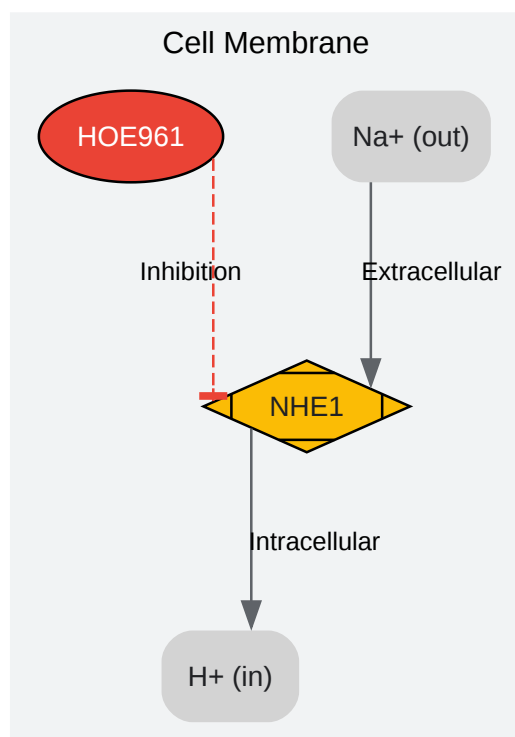 Cell Membrane
HOE961
Na+ (out)
Inhibition
Extracellular
NHE1
Intracellular
H+ (in)